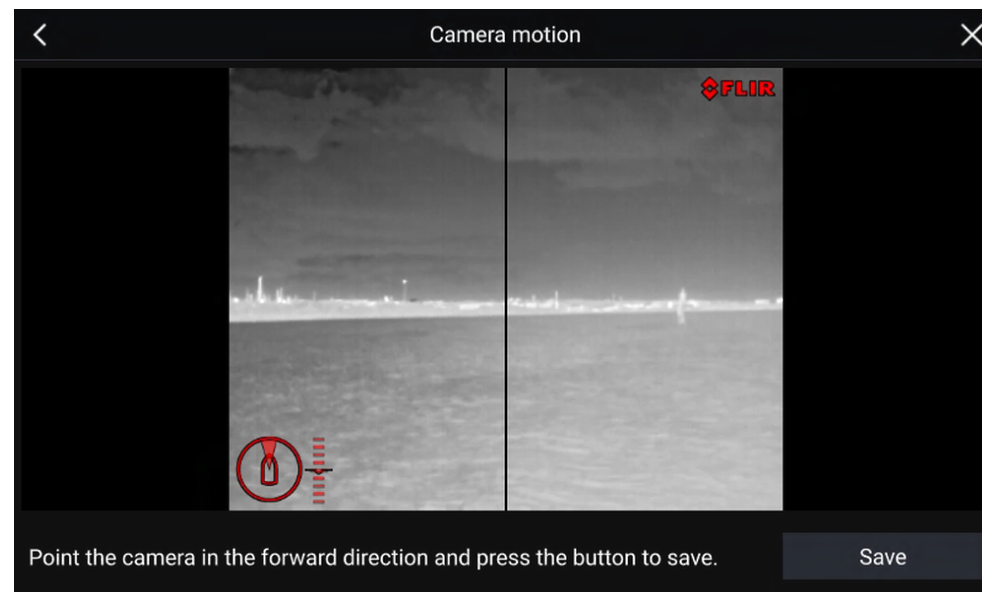 Camera motion
FLIR
Point the camera in the forward direction and press the button to save.
Save